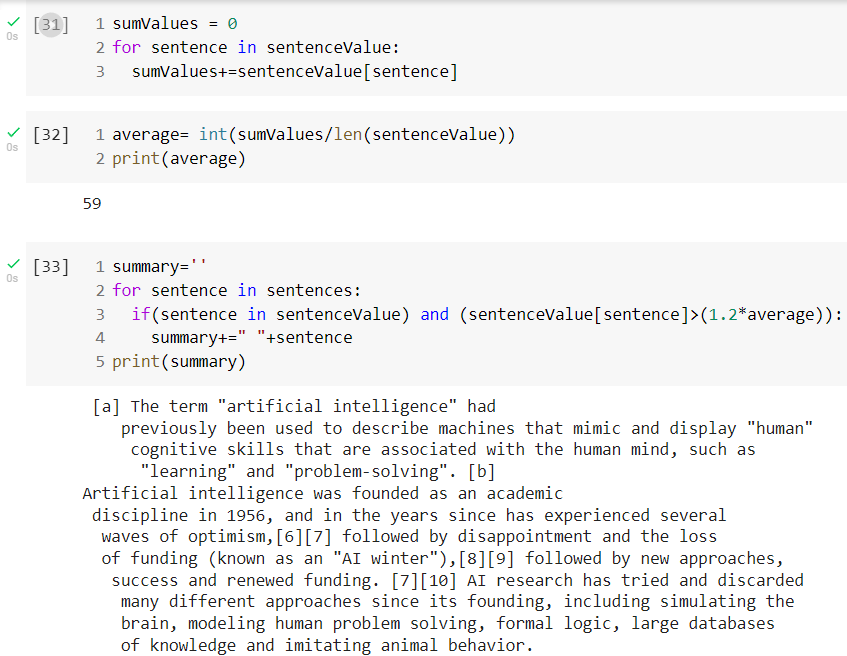 [31] 1 sumValues = 0
0s 2 for sentence in sentenceValue:
3 sumValues+=sentenceValue[sentence]
[32] 1 average= int(sumValues/len(sentenceValue))
0s 2 print(average)
59
[33] 1 summary=''
0s 2 for sentence in sentences:
3 if(sentence in sentenceValue) and (sentenceValue[sentence]>(1.2*average)):
4 summary+=" "+sentence
5 print(summary)
[a] The term "artificial intelligence" had
previously been used to describe machines that mimic and display "human"
cognitive skills that are associated with the human mind, such as
"learning" and "problem-solving". [b]
Artificial intelligence was founded as an academic
discipline in 1956, and in the years since has experienced several
waves of optimism,[6][7] followed by disappointment and the loss
of funding (known as an "AI winter"),[8][9] followed by new approaches,
success and renewed funding. [7][10] AI research has tried and discarded
many different approaches since its founding, including simulating the
brain, modeling human problem solving, formal logic, large databases
of knowledge and imitating animal behavior.